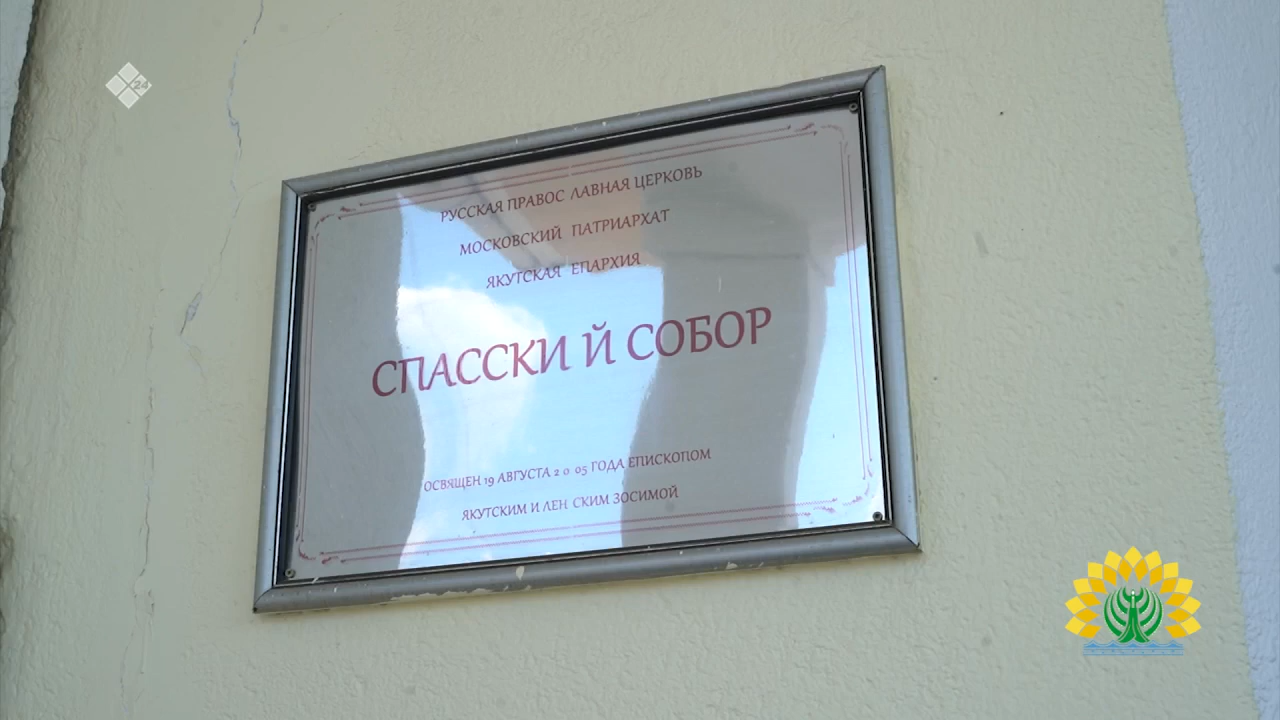 24
РУССКАЯ ПРАВОС ЛАВНАЯ ЦЕРКОВЬ
МОСКОВСКИЙ ПАТРИАРХАТ
ЯКУТСКАЯ ЕПАРХИЯ
СПАССКИ Й СОБОР
ОСВЯЩЕН 19 АВГУСТА 2 0 05 ГОДА ЕПИСКОПОМ
ЯКУТСКИМ И ЛЕН СКИМ ЗОСИМОЙ